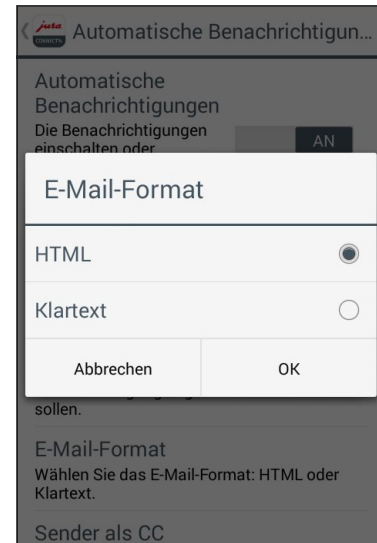 jura
CONNECTS
Automatische Benachrichtigun...
Automatische
Benachrichtigungen
Die Benachrichtigungen
einschalten oder
AN
E-Mail-Format
HTML
Klartext
Abbrechen
OK
sollen.
E-Mail-Format
Wählen Sie das E-Mail-Format: HTML oder
Klartext.
Sender als CC